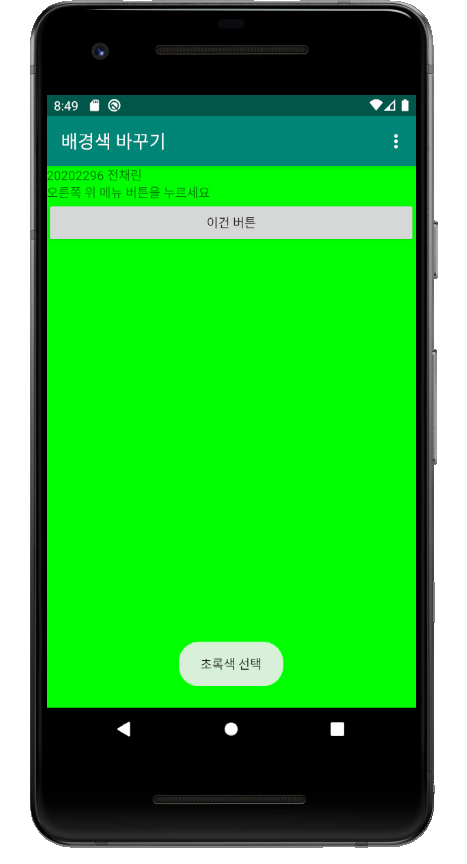 8:49
배경색 바꾸기
20202296 전채린
오른쪽 위 메뉴 버튼을 누르세요
이건 버튼
초록색 선택